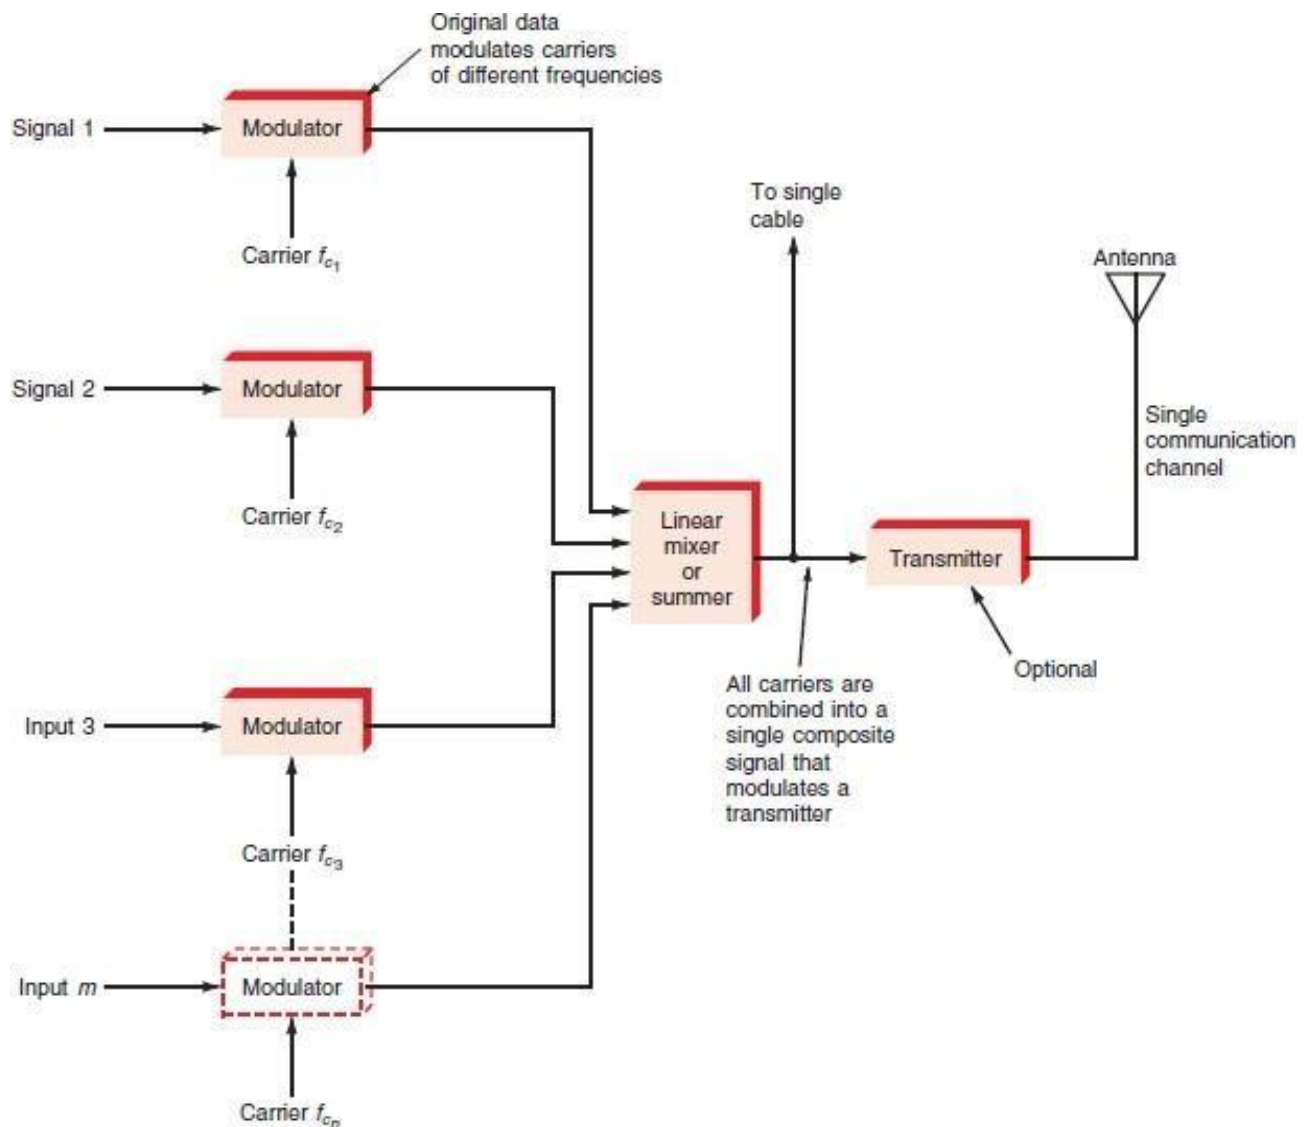 Original data
modulates carriers
of different frequencies
Signal 1
Modulator
Carrier fc1
To single
cable
Antenna
Signal 2
Modulator
Carrier fc2
Single
communication
channel
Linear
mixer
or
summer
Transmitter
Optional
All carriers are
combined into a
single composite
signal that
modulates a
transmitter
Input 3
Modulator
Carrier fc3
Input m
Modulator
Carrier fcn